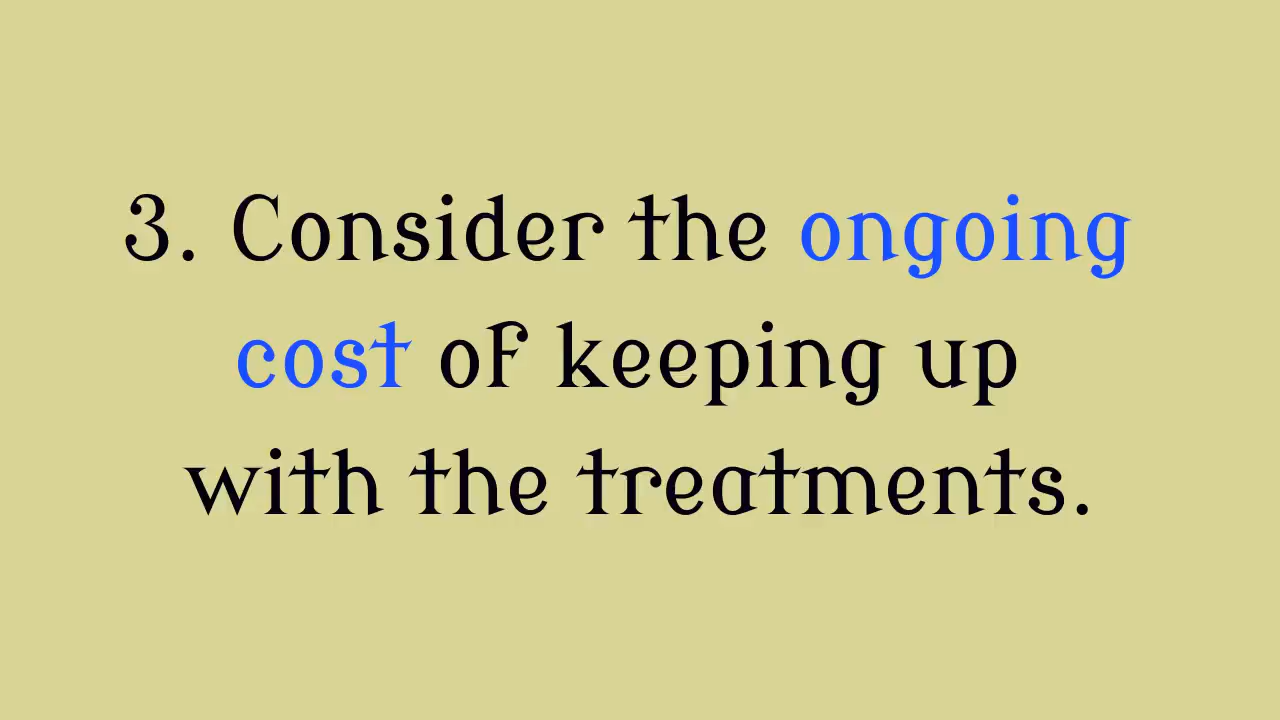 3. Consider the ongoing
cost of keeping up
with the treatments.